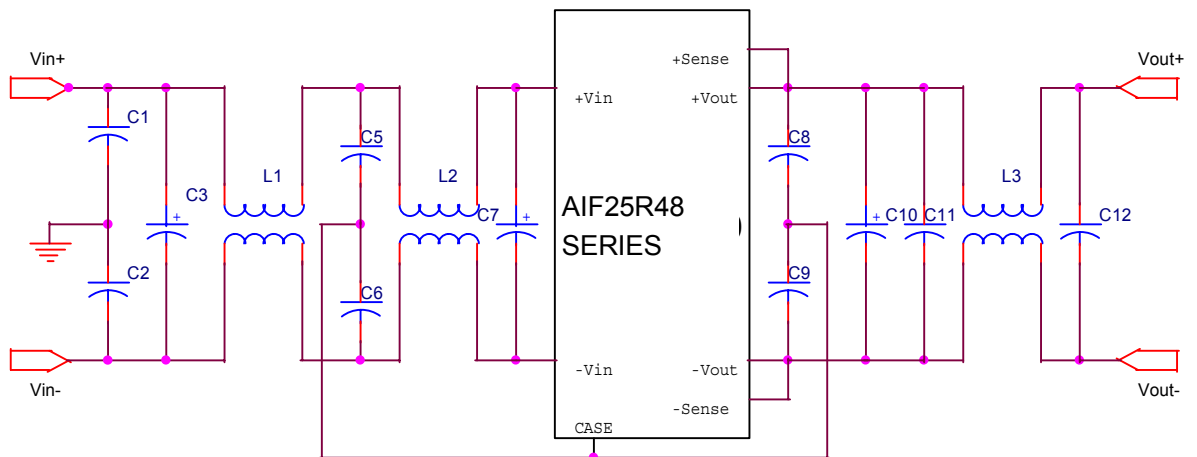 Vin+
Vout+
+Sense
+Vin
+Vout
C1
C5
C8
L1
L2
L3
C3
C7
AIF25R48
SERIES
)
+
+
+
C10
C11
C12
C2
C6
C9
-Vin
-Vout
Vin-
Vout-
-Sense
CASE